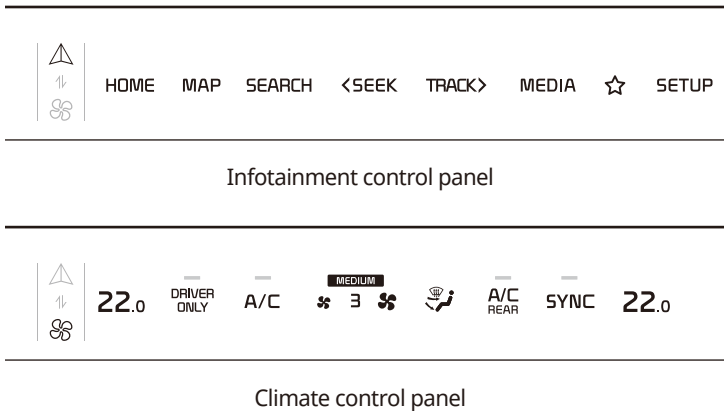 HOME MAP SEARCH <SEEK TRACK> MEDIA SETUP
Infotainment control panel
22.0 DRIVER ONLY A/C MEDIUM 3 A/C REAR SYNC 22.0
Climate control panel